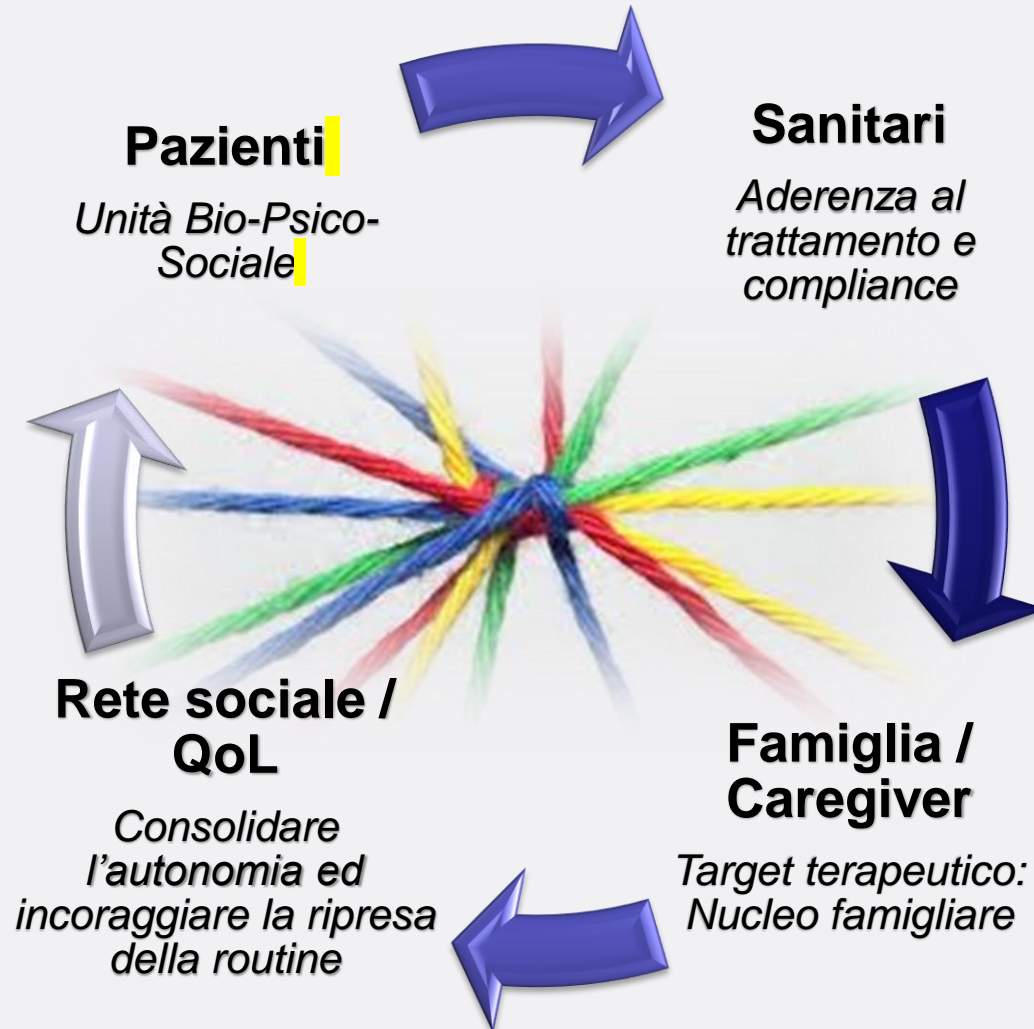 Pazienti
Unità Bio-Psico-
Sociale
Sanitari
Aderenza al
trattamento e
compliance
Famiglia /
Caregiver
Target terapeutico:
Nucleo famigliare
Rete sociale /
QoL
Consolidare
l’autonomia ed
incoraggiare la ripresa
della routine